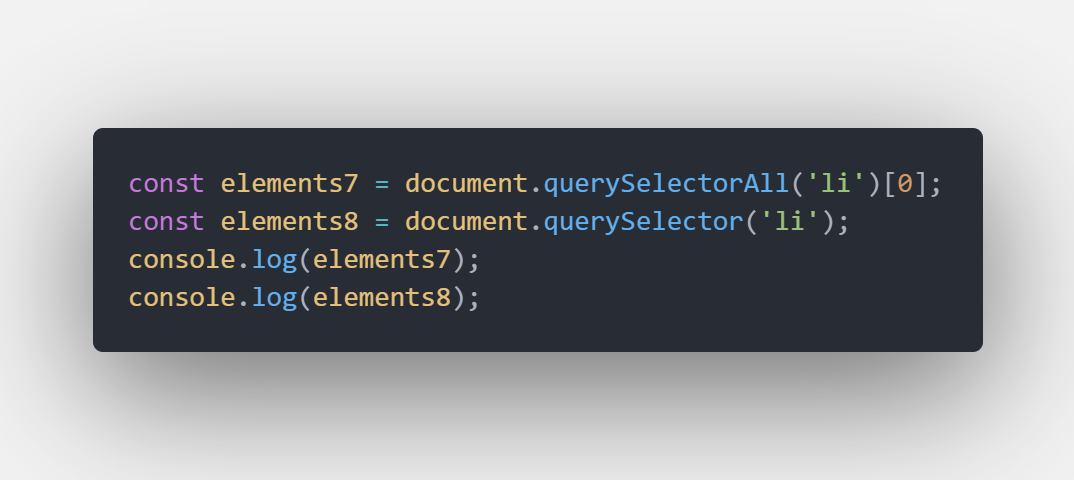 const elements7 = document.querySelectorAll('li')[0];
const elements8 = document.querySelector('li');
console.log(elements7);
console.log(elements8);